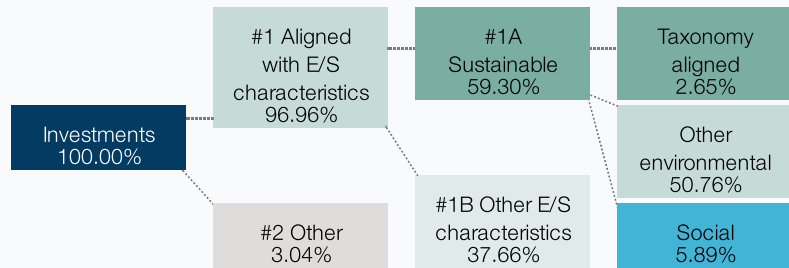 Investments
100.00%
#1 Aligned
with E/S
characteristics
96.96%
#2 Other
3.04%
#1A
Sustainable
59.30%
#1B Other E/S
characteristics
37.66%
Taxonomy
aligned
2.65%
Other
environmental
50.76%
Social
5.89%